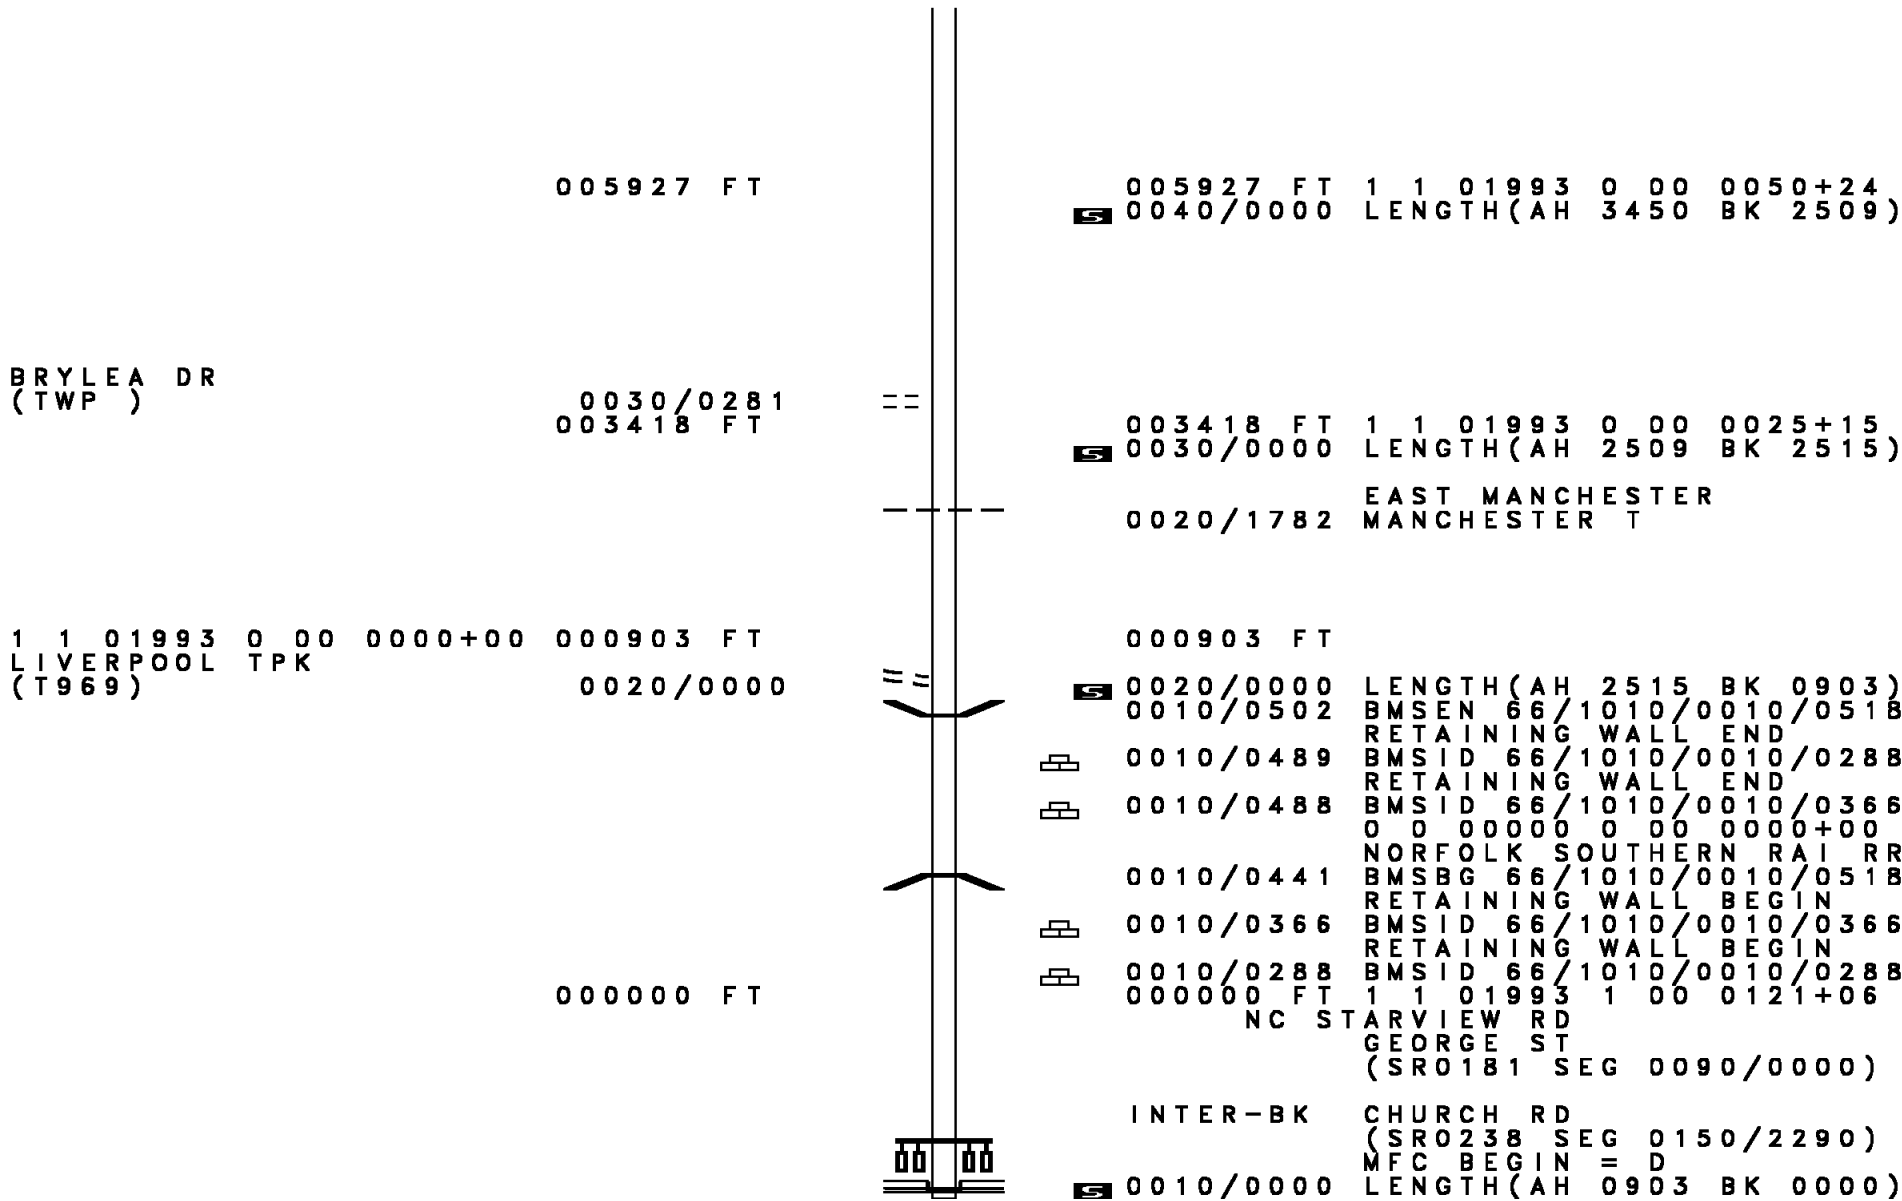 005927 FT 005927 FT 1 1 01993 0 00 0050+24
S 0040/0000 LENGTH(AH 3450 BK 2509)
BRYLEA DR
(TWP ) 0030/0281
003418 FT 003418 FT 1 1 01993 0 00 0025+15
S 0030/0000 LENGTH(AH 2509 BK 2515)
EAST MANCHESTER
0020/1782 MANCHESTER T
1 1 01993 0 00 0000+00 000903 FT 000903 FT
LIVERPOOL TPK
(T969) 0020/0000 S 0020/0000 LENGTH(AH 2515 BK 0903)
0010/0502 BMSEN 66/1010/0010/0518
RETAINING WALL END
0010/0489 BMSID 66/1010/0010/0288
RETAINING WALL END
0010/0488 BMSID 66/1010/0010/0366
0 0 00000 0 00 0000+00
NORFOLK SOUTHERN RAI RR
0010/0441 BMSBG 66/1010/0010/0518
RETAINING WALL BEGIN
0010/0366 BMSID 66/1010/0010/0366
RETAINING WALL BEGIN
0010/0288 BMSID 66/1010/0010/0288
000000 FT 000000 FT 1 1 01993 1 00 0121+06
NC STARVIEW RD
GEORGE ST
(SR0181 SEG 0090/0000)
INTER-BK CHURCH RD
(SR0238 SEG 0150/2290)
MFC BEGIN = D
S 0010/0000 LENGTH(AH 0903 BK 0000)